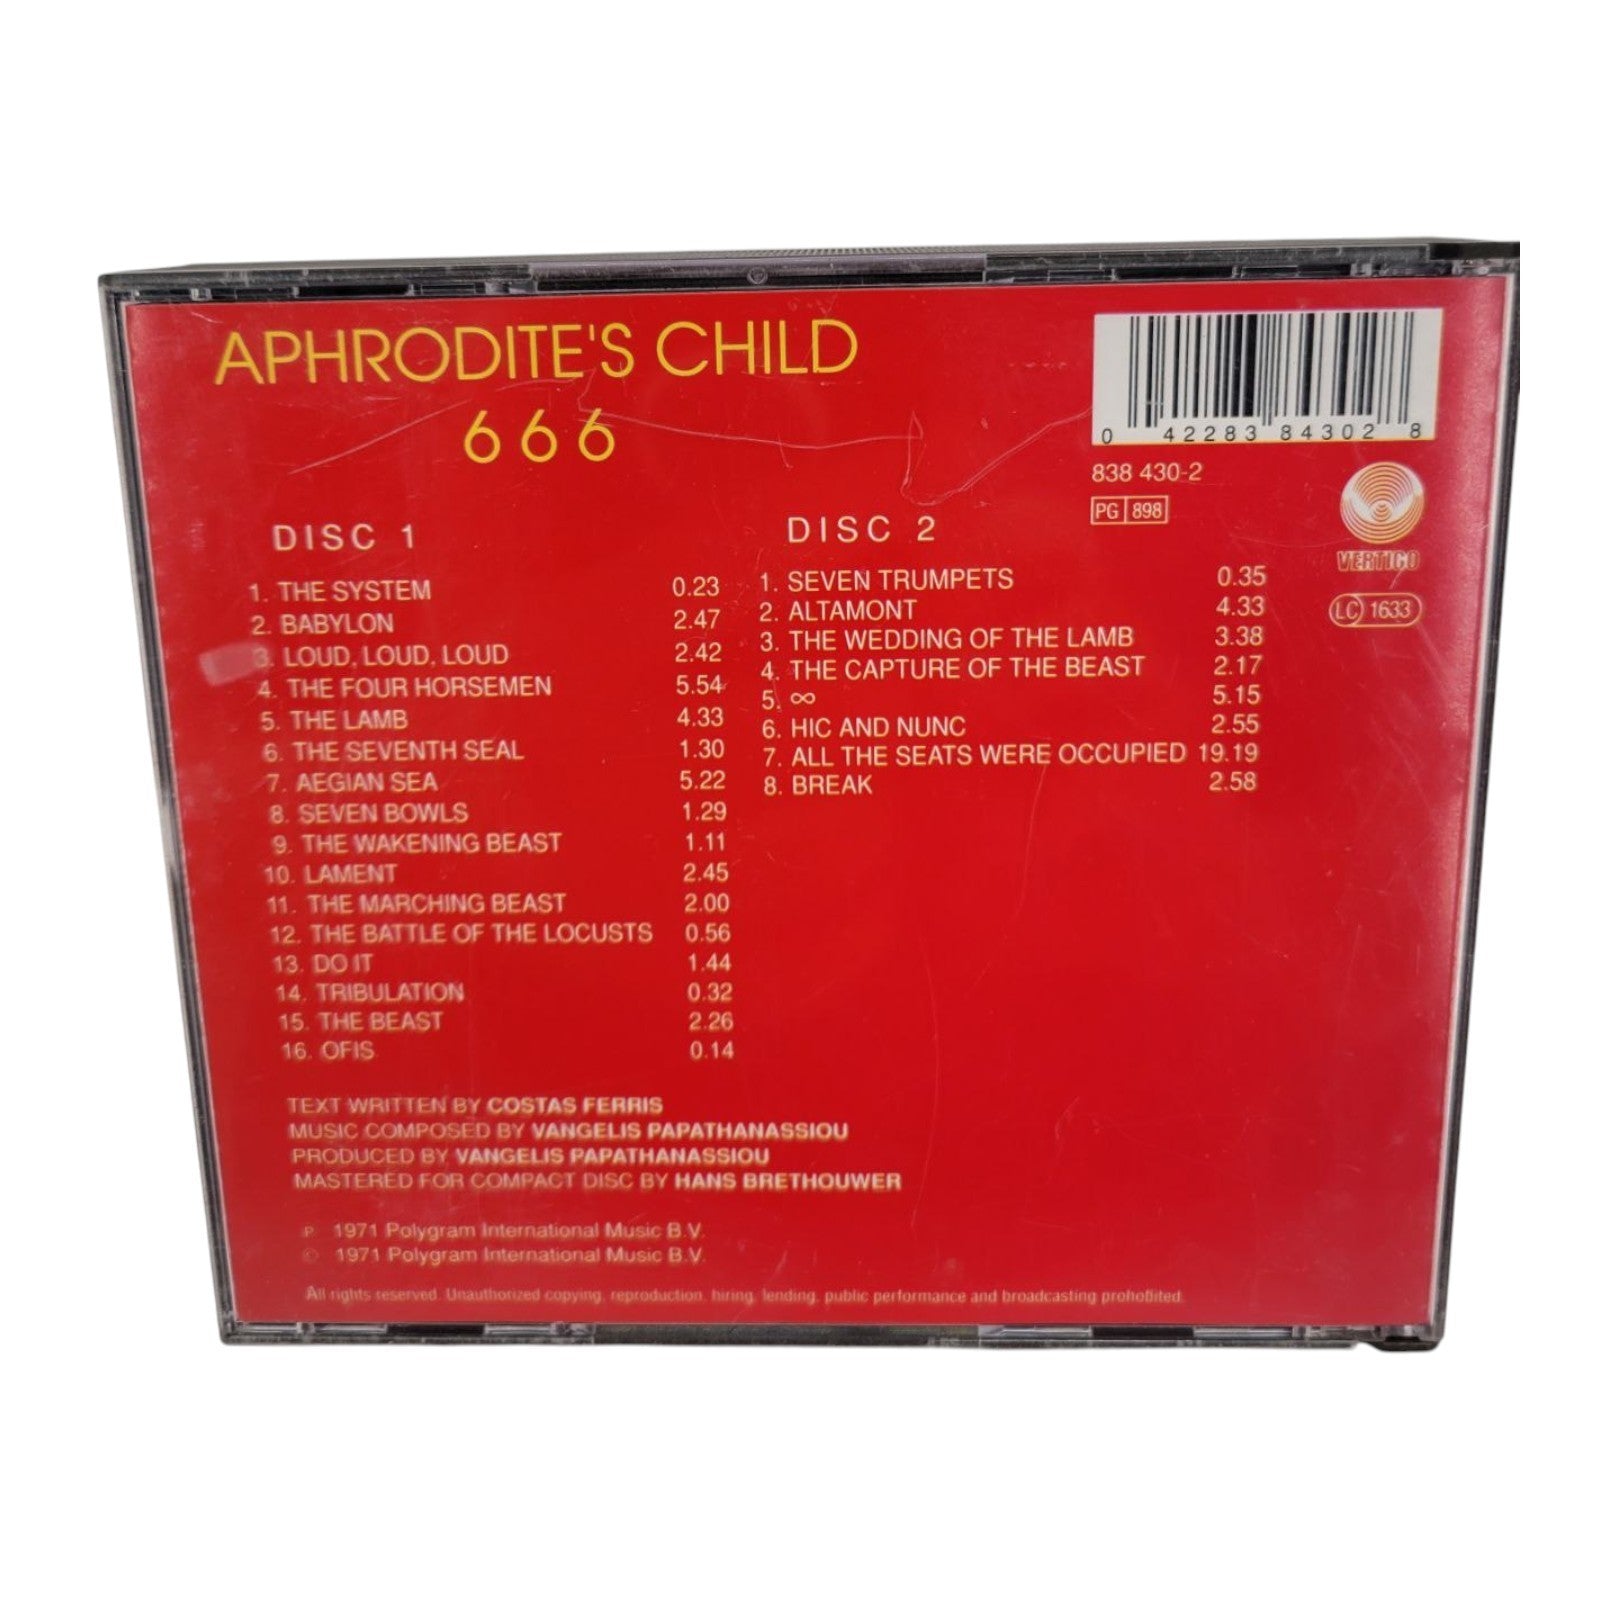 APHRODITE'S CHILD
666
0 42283 84302 8
838 430-2
PG 898
VERTIGO
LC 1633
DISC 1
1. THE SYSTEM 0.23
2. BABYLON 2.47
3. LOUD, LOUD, LOUD 2.42
4. THE FOUR HORSEMEN 5.54
5. THE LAMB 4.33
6. THE SEVENTH SEAL 1.30
7. AEGIAN SEA 5.22
8. SEVEN BOWLS 1.29
9. THE WAKENING BEAST 1.11
10. LAMENT 2.45
11. THE MARCHING BEAST 2.00
12. THE BATTLE OF THE LOCUSTS 0.56
13. DO IT 1.44
14. TRIBULATION 0.32
15. THE BEAST 2.26
16. OFIS 0.14
DISC 2
1. SEVEN TRUMPETS 0.35
2. ALTAMONT 4.33
3. THE WEDDING OF THE LAMB 3.38
4. THE CAPTURE OF THE BEAST 2.17
5. ∞ 5.15
6. HIC AND NUNC 2.55
7. ALL THE SEATS WERE OCCUPIED 19.19
8. BREAK 2.58
TEXT WRITTEN BY COSTAS FERRIS
MUSIC COMPOSED BY VANGELIS PAPATHANASSIOU
PRODUCED BY VANGELIS PAPATHANASSIOU
MASTERED FOR COMPACT DISC BY HANS BRETHOUWER
℗ 1971 Polygram International Music B.V.
© 1971 Polygram International Music B.V.
All rights reserved. Unauthorized copying, reproduction, hiring, lending, public performance and broadcasting prohobited.